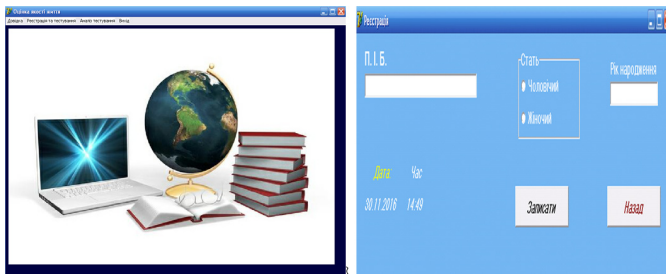 Оцінка якості життя
Довідка Реєстрація та тестування Аналіз тестування Вихід
Реєстрація
П. І. Б.
Стать
Чоловічий
Жіночий
Рік народження
Дата Час
30.11.2016 14:49
Записати
Назад